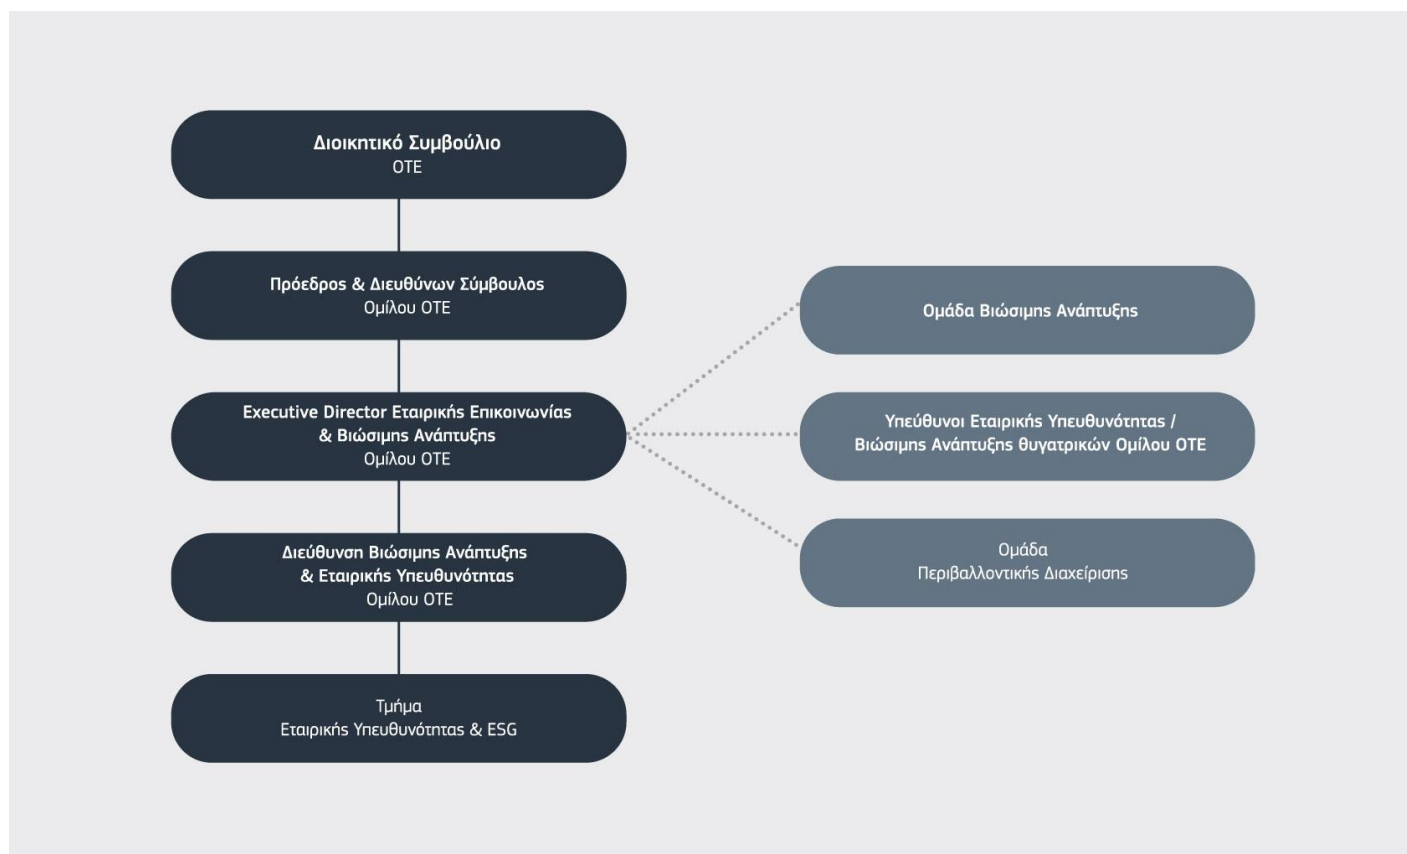 Διοικητικό Συμβούλιο
ΟΤΕ
Πρόεδρος & Διευθύνων Σύμβουλος
Ομίλου ΟΤΕ
Executive Director Εταιρικής Επικοινωνίας
& Βιώσιμης Ανάπτυξης
Ομίλου ΟΤΕ
Διεύθυνση Βιώσιμης Ανάπτυξης
& Εταιρικής Υπευθυνότητας
Ομίλου ΟΤΕ
Τμήμα
Εταιρικής Υπευθυνότητας & ESG
Ομάδα Βιώσιμης Ανάπτυξης
Υπεύθυνοι Εταιρικής Υπευθυνότητας /
Βιώσιμης Ανάπτυξης θυγατρικών Ομίλου ΟΤΕ
Ομάδα
Περιβαλλοντικής Διαχείρισης